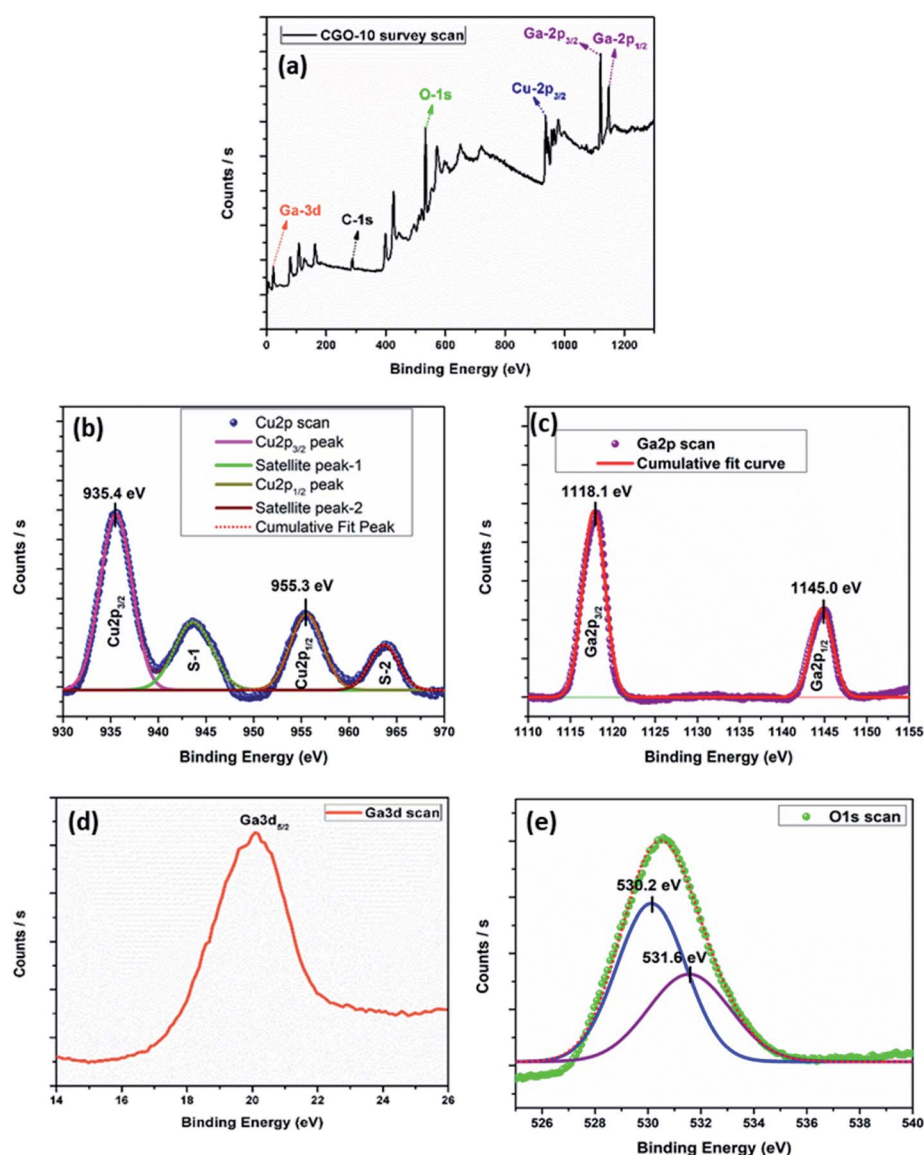 CGO-10 survey scan
(a)
Ga-2p3/2 Ga-2p1/2
O-1s
Cu-2p3/2
Ga-3d
C-1s
Counts / s
0 200 400 600 800 1000 1200
Binding Energy (eV)
(b)
Cu2p scan
Cu2p3/2 peak
Satellite peak-1
Cu2p1/2 peak
Satellite peak-2
Cumulative Fit Peak
935.4 eV
955.3 eV
Cu2p3/2
S-1
Cu2p1/2
S-2
Counts / s
930 935 940 945 950 955 960 965 970
Binding Energy (eV)
(c)
Ga2p scan
Cumulative fit curve
1118.1 eV
1145.0 eV
Ga2p3/2
Ga2p1/2
Counts / s
1110 1115 1120 1125 1130 1135 1140 1145 1150 1155
Binding Energy (eV)
(d)
Ga3d scan
Ga3d5/2
Counts / s
14 16 18 20 22 24 26
Binding Energy (eV)
(e)
O1s scan
530.2 eV
531.6 eV
Counts / s
526 528 530 532 534 536 538 540
Binding Energy (eV)